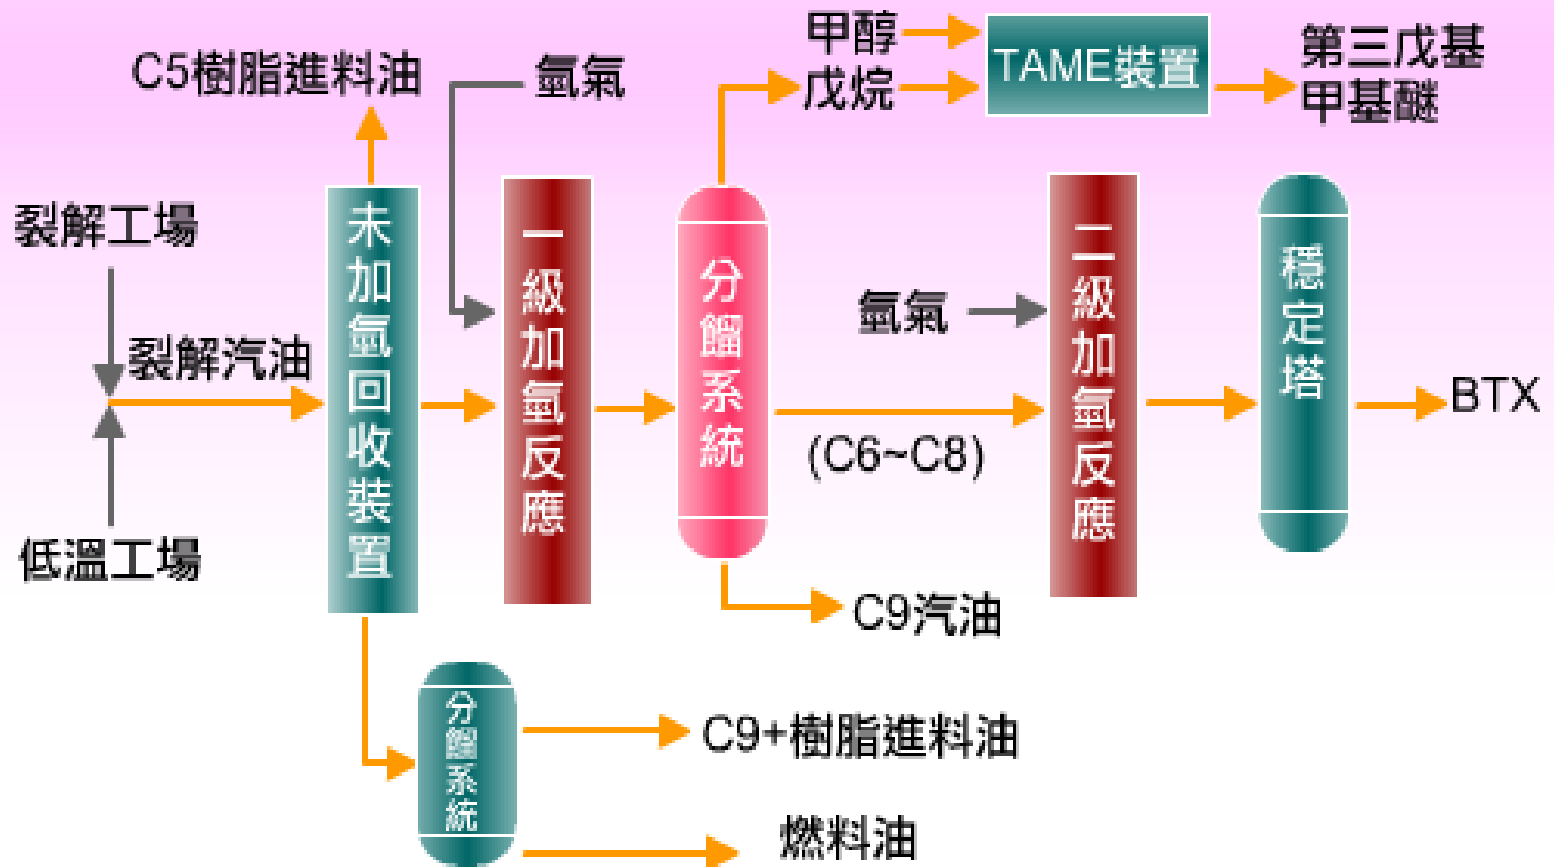 甲醇
戊烷
TAME裝置
第三戊基
甲基醚
C5樹脂進料油
氫氣
裂解工場
裂解汽油
低溫工場
未加氫回收裝置
一級加氫反應
分餾系統
氫氣
(C6~C8)
二級加氫反應
穩定塔
BTX
C9汽油
分餾系統
C9+樹脂進料油
燃料油